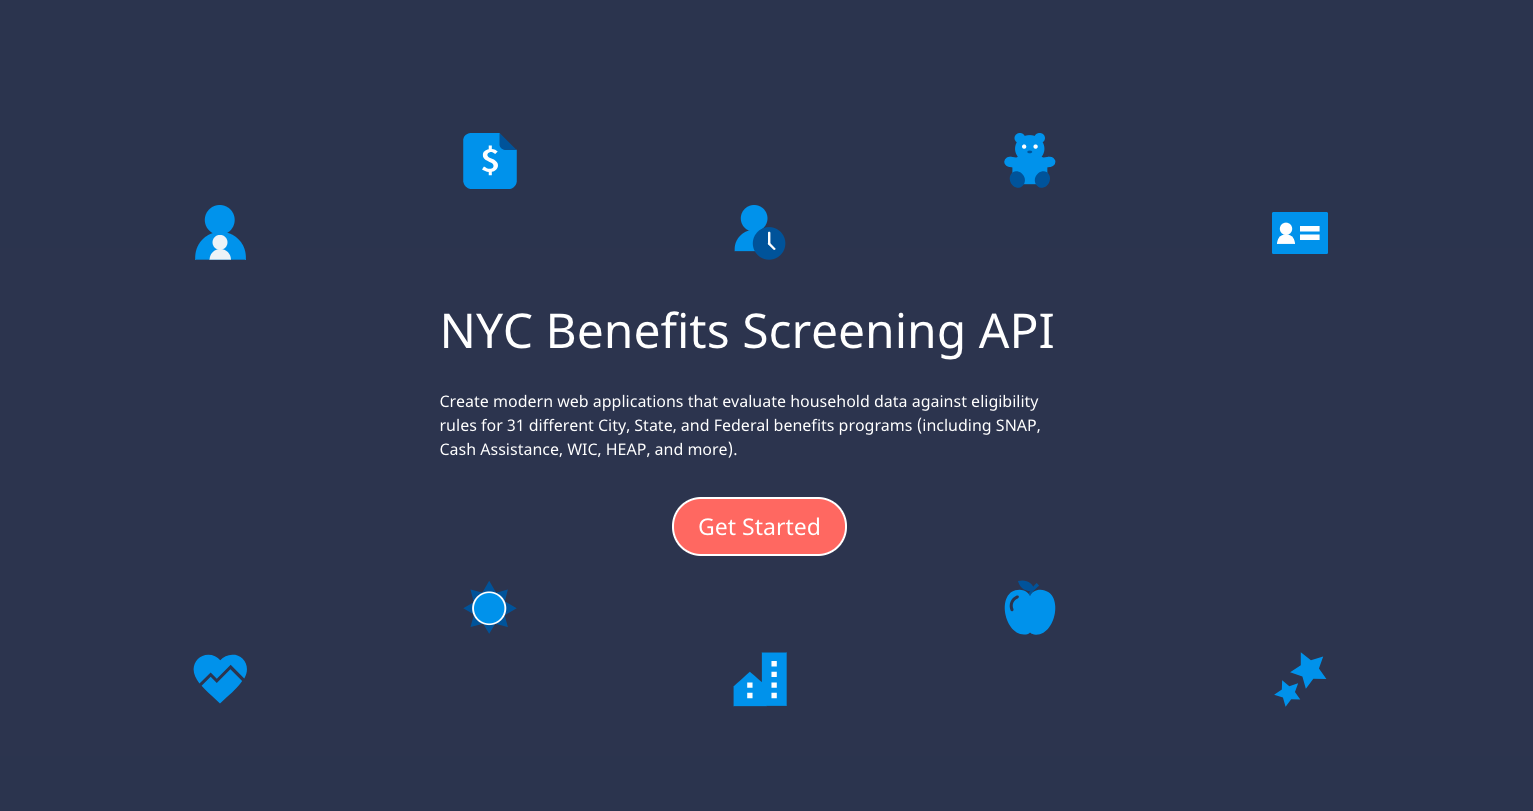 $
NYC Benefits Screening API
Create modern web applications that evaluate household data against eligibility
rules for 31 different City, State, and Federal benefits programs (including SNAP,
Cash Assistance, WIC, HEAP, and more).
Get Started